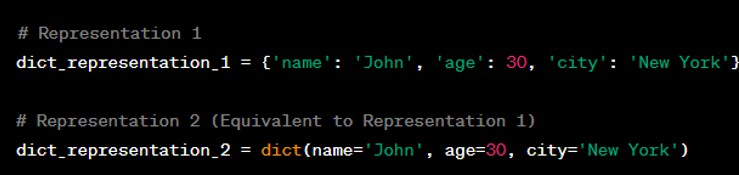 # Representation 1
dict_representation_1 = {'name': 'John', 'age': 30, 'city': 'New York'}
# Representation 2 (Equivalent to Representation 1)
dict_representation_2 = dict(name='John', age=30, city='New York')